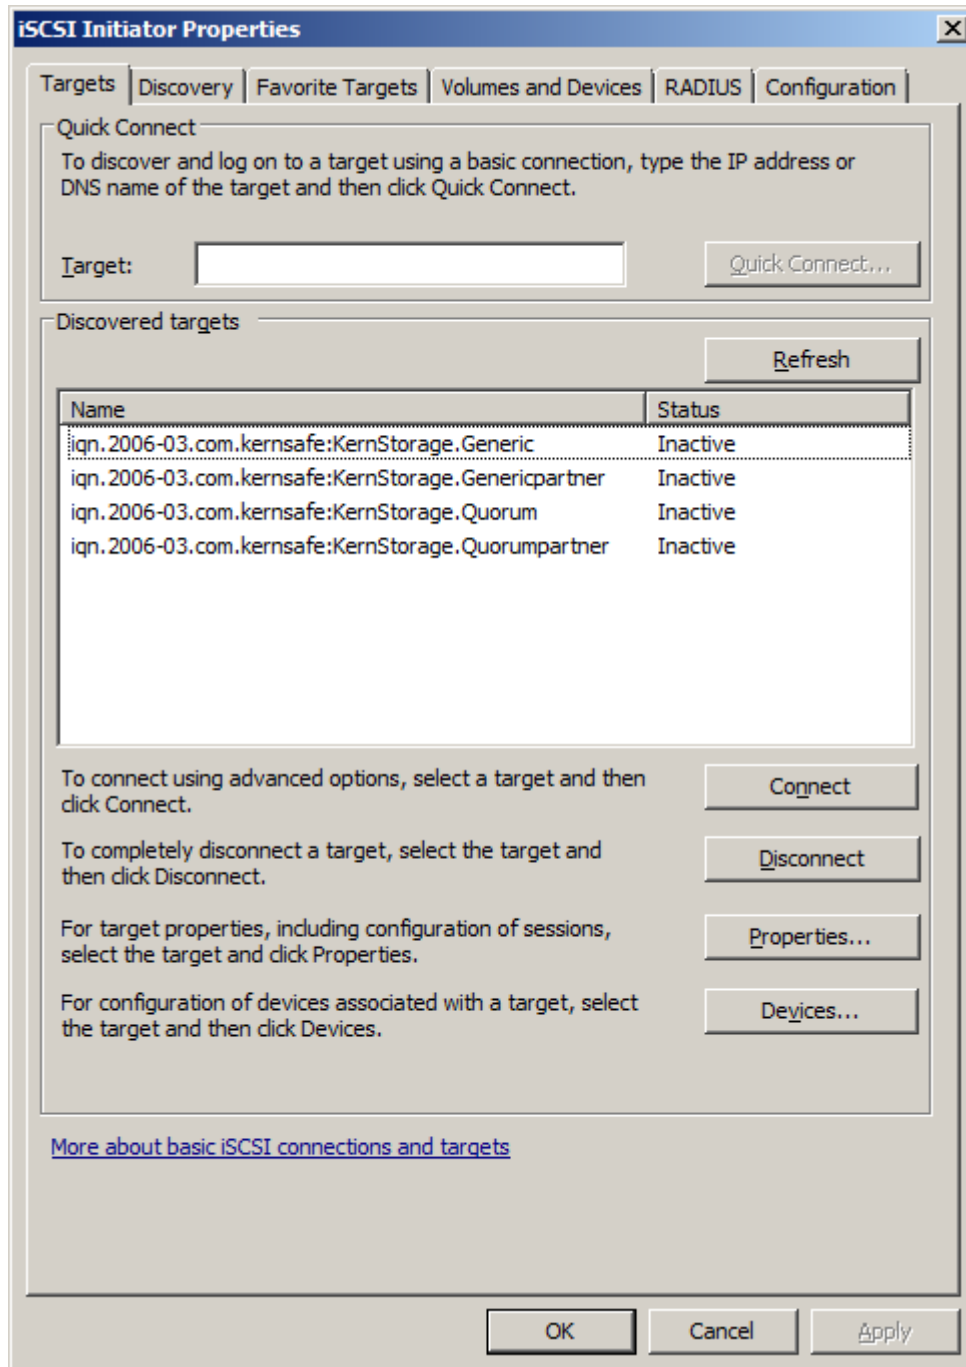 iSCSI Initiator Properties
Targets Discovery Favorite Targets Volumes and Devices RADIUS Configuration
Quick Connect
To discover and log on to a target using a basic connection, type the IP address or
DNS name of the target and then click Quick Connect.
Target: Quick Connect...
Discovered targets
Refresh
Name Status
iqn.2006-03.com.kernsafe:KernStorage.Generic Inactive
iqn.2006-03.com.kernsafe:KernStorage.Genericpartner Inactive
iqn.2006-03.com.kernsafe:KernStorage.Quorum Inactive
iqn.2006-03.com.kernsafe:KernStorage.Quorumpartner Inactive
To connect using advanced options, select a target and then
click Connect.
Connect
To completely disconnect a target, select the target and
then click Disconnect.
Disconnect
For target properties, including configuration of sessions,
select the target and click Properties.
Properties...
For configuration of devices associated with a target, select
the target and then click Devices.
Devices...
More about basic iSCSI connections and targets
OK Cancel Apply